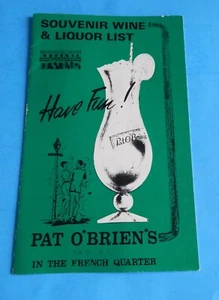 SOUVENIR WINE
& LIQUOR LIST
Have Fun!
PAT O'BRIEN'S
IN THE FRENCH QUARTER